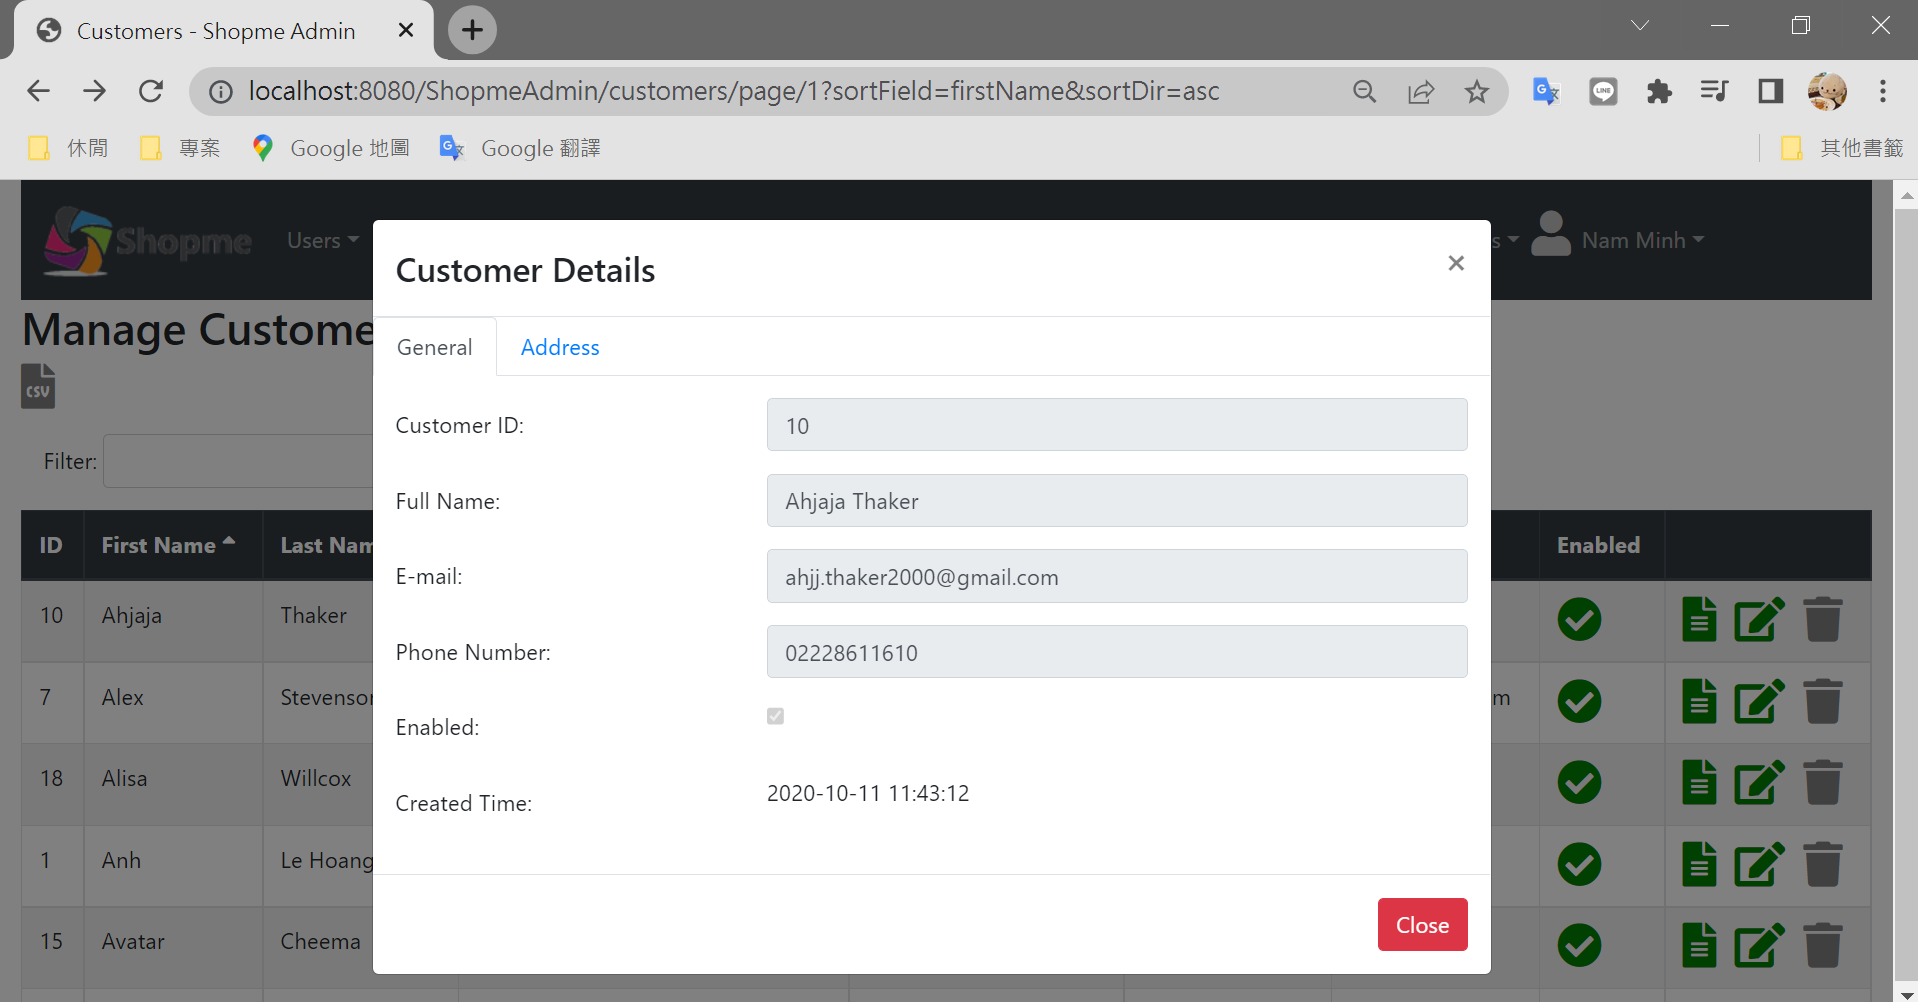 Customers - Shopme Admin
localhost:8080/ShopmeAdmin/customers/page/1?sortField=firstName&sortDir=asc
LINE
休閒 專案 Google 地圖 Google 翻譯 其他書籤
Shopme Users s Nam Minh
Customer Details ×
Manage Custome
General Address
CSV
Customer ID: 10
Filter:
Full Name: Ahjaja Thaker
ID First Name Last Nam Enabled
E-mail: ahjj.thaker2000@gmail.com
10 Ahjaja Thaker
Phone Number: 02228611610
7 Alex Stevenson m
Enabled:
18 Alisa Willcox
Created Time: 2020-10-11 11:43:12
1 Anh Le Hoang
Close
15 Avatar Cheema